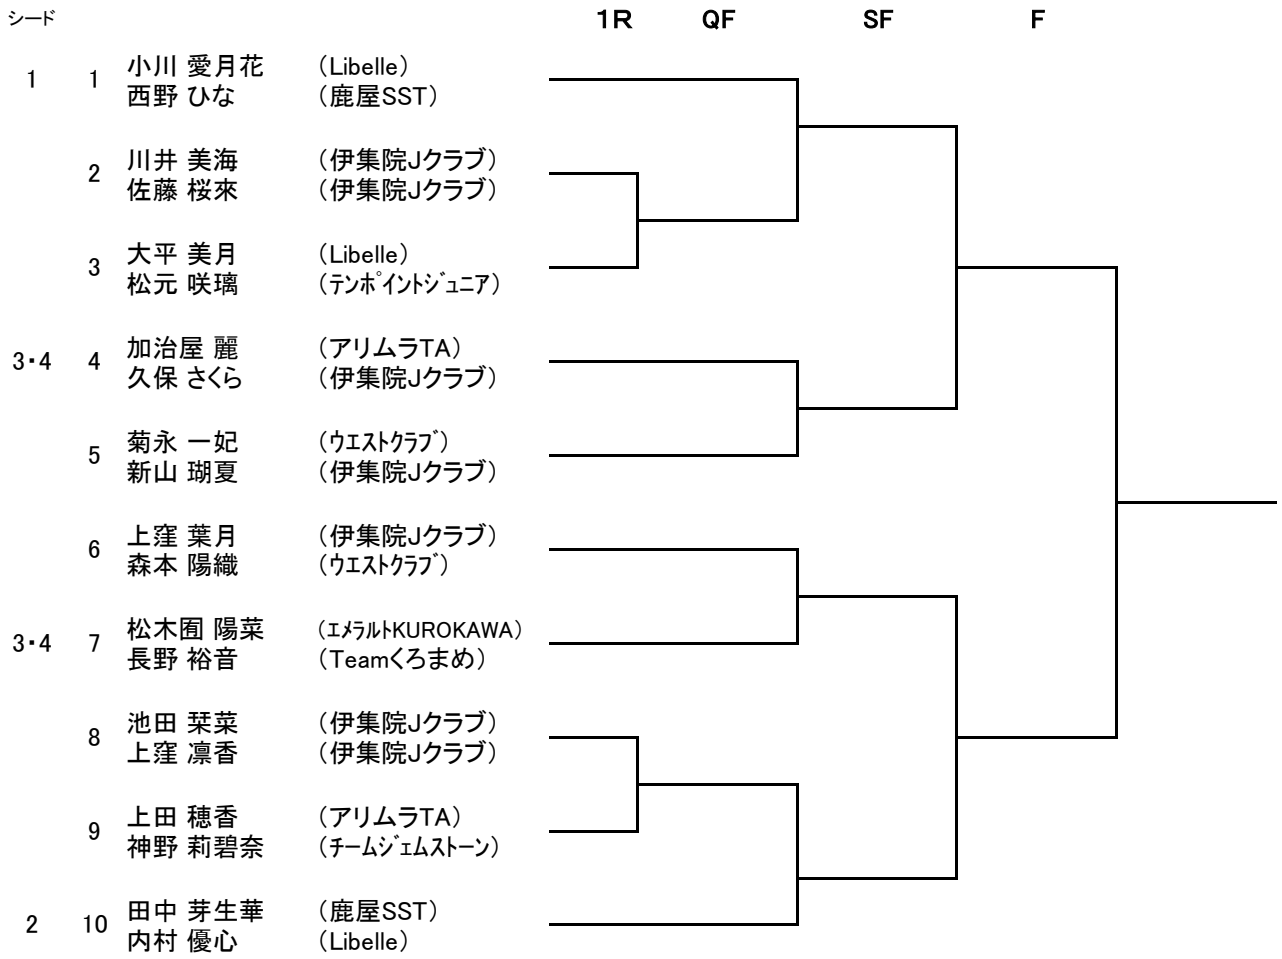 シード 1R QF SF F
小川 愛月花 （Libelle）
1 1
西野 ひな （鹿屋SST）
川井 美海 （伊集院Jクラブ）
2
佐藤 桜來 （伊集院Jクラブ）
大平 美月 （Libelle）
3
松元 咲璃 （ﾃﾝﾎﾟｲﾝﾄｼﾞｭﾆｱ）
加治屋 麗 （アリムラTA）
3・4 4
久保 さくら （伊集院Jクラブ）
菊永 一妃 （ｳｴｽﾄｸﾗﾌﾞ）
5
新山 瑚夏 （伊集院Jクラブ）
上窪 葉月 （伊集院Jクラブ）
6
森本 陽織 （ｳｴｽﾄｸﾗﾌﾞ）
松木囿 陽菜 （ｴﾒﾗﾙﾄKUROKAWA）
3・4 7
長野 裕音 （Teamくろまめ）
池田 栞菜 （伊集院Jクラブ）
8
上窪 凛香 （伊集院Jクラブ）
上田 穂香 （アリムラTA）
9
神野 莉碧奈 （ﾁｰﾑｼﾞｪﾑｽﾄｰﾝ）
田中 芽生華 （鹿屋SST）
2 10
内村 優心 （Libelle）